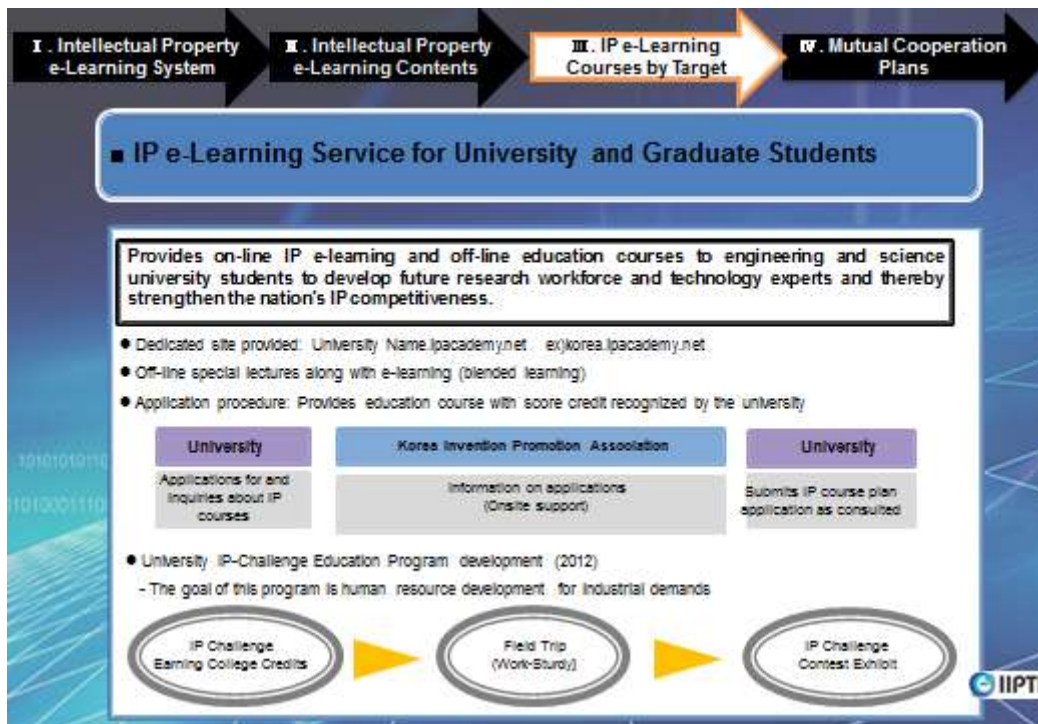 Ⅰ. Intellectual Property
e-Learning System
Ⅱ. Intellectual Property
e-Learning Contents
Ⅲ. IP e-Learning
Courses by Target
Ⅳ. Mutual Cooperation
Plans
■ IP e-Learning Service for University and Graduate Students
Provides on-line IP e-learning and off-line education courses to engineering and science
university students to develop future research workforce and technology experts and thereby
strengthen the nation's IP competitiveness.
● Dedicated site provided: University Name.ipacademy.net ex)korea.ipacademy.net
● Off-line special lectures along with e-learning (blended learning)
● Application procedure: Provides education course with score credit recognized by the university
University
Korea Invention Promotion Association
University
Applications for and
inquiries about IP
courses
Information on applications
(Onsite support)
Submits IP course plan
application as consulted
● University IP-Challenge Education Program development (2012)
- The goal of this program is human resource development for industrial demands
IP Challenge
Earning College Credits
Field Trip
(Work-Sturdy]
IP Challenge
Contest Exhibit
IIPTI